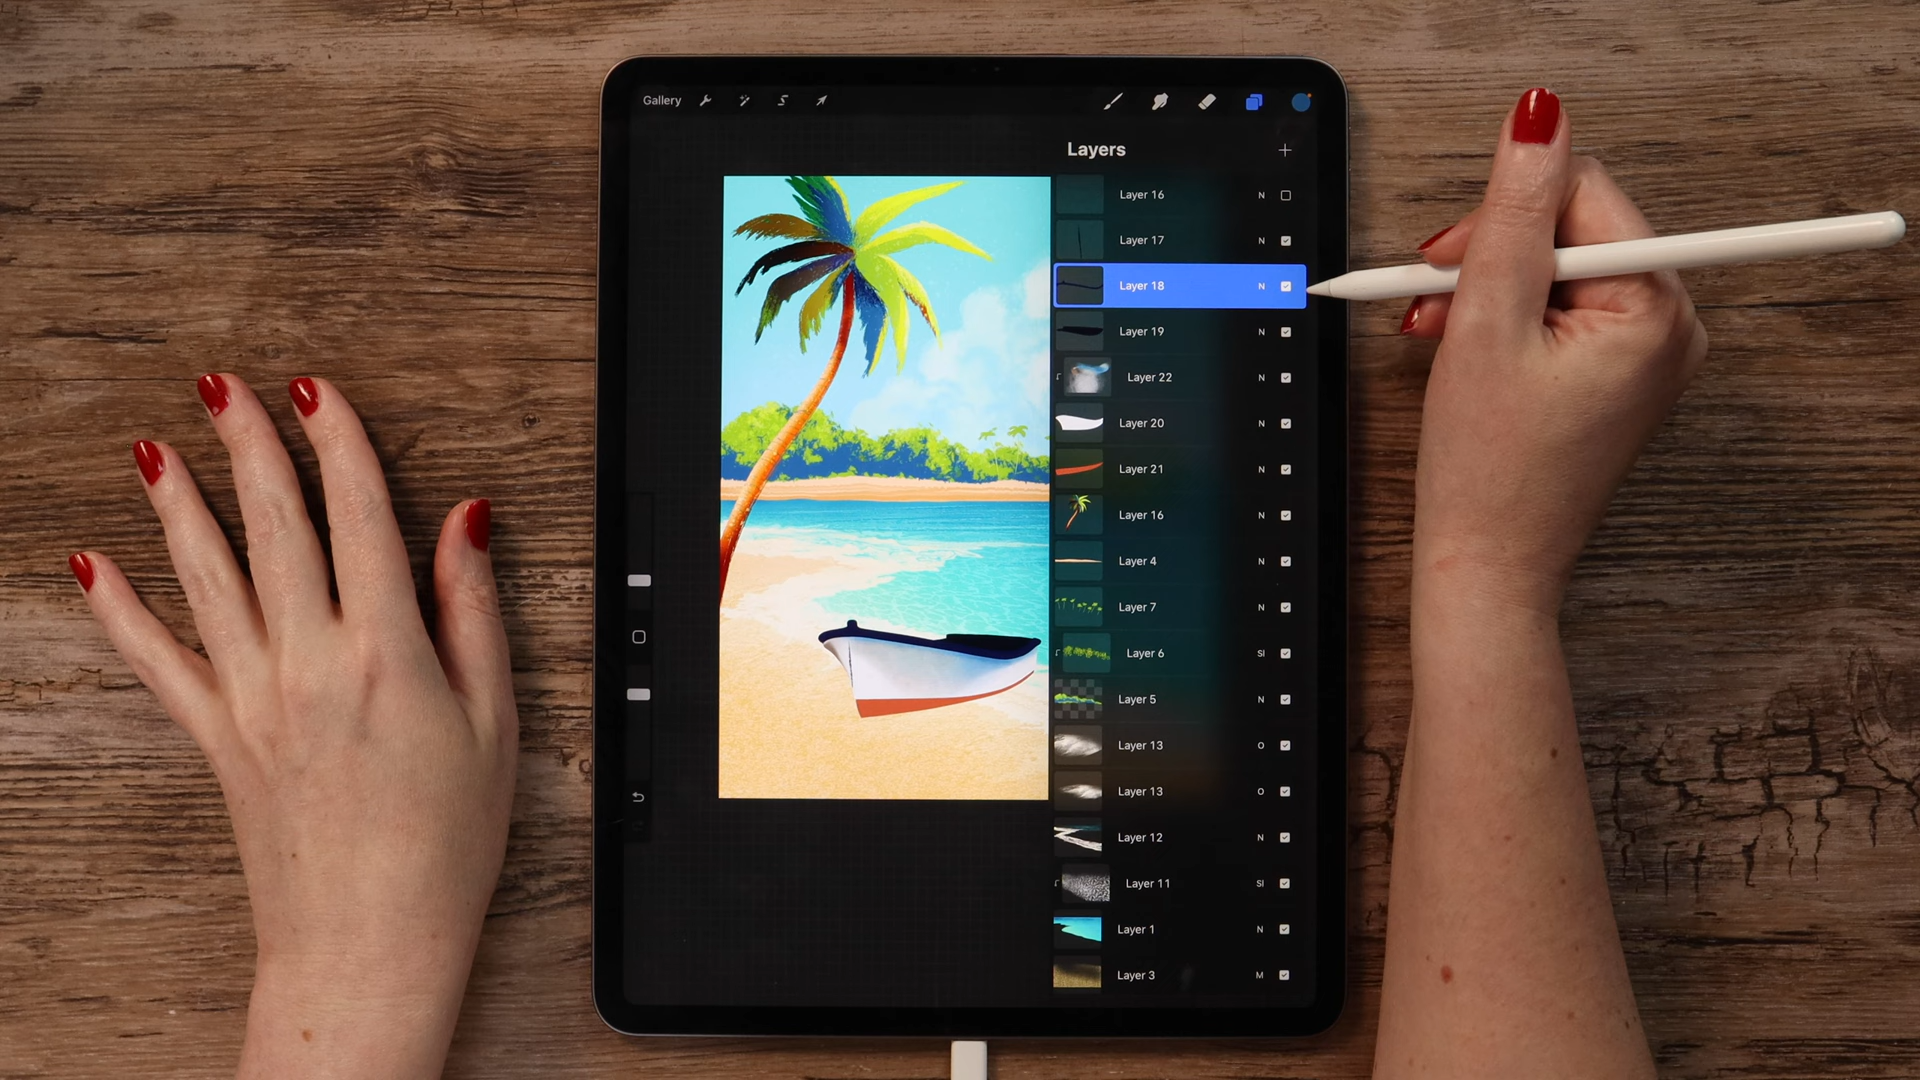 Gallery
Layers
Layer 16 N
Layer 17 N
Layer 18 N
Layer 19 N
Layer 22 N
Layer 20 N
Layer 21 N
Layer 16 N
Layer 4 N
Layer 7 N
Layer 6 Sl
Layer 5 N
Layer 13 O
Layer 13 O
Layer 12 N
Layer 11 Sl
Layer 1 N
Layer 3 M